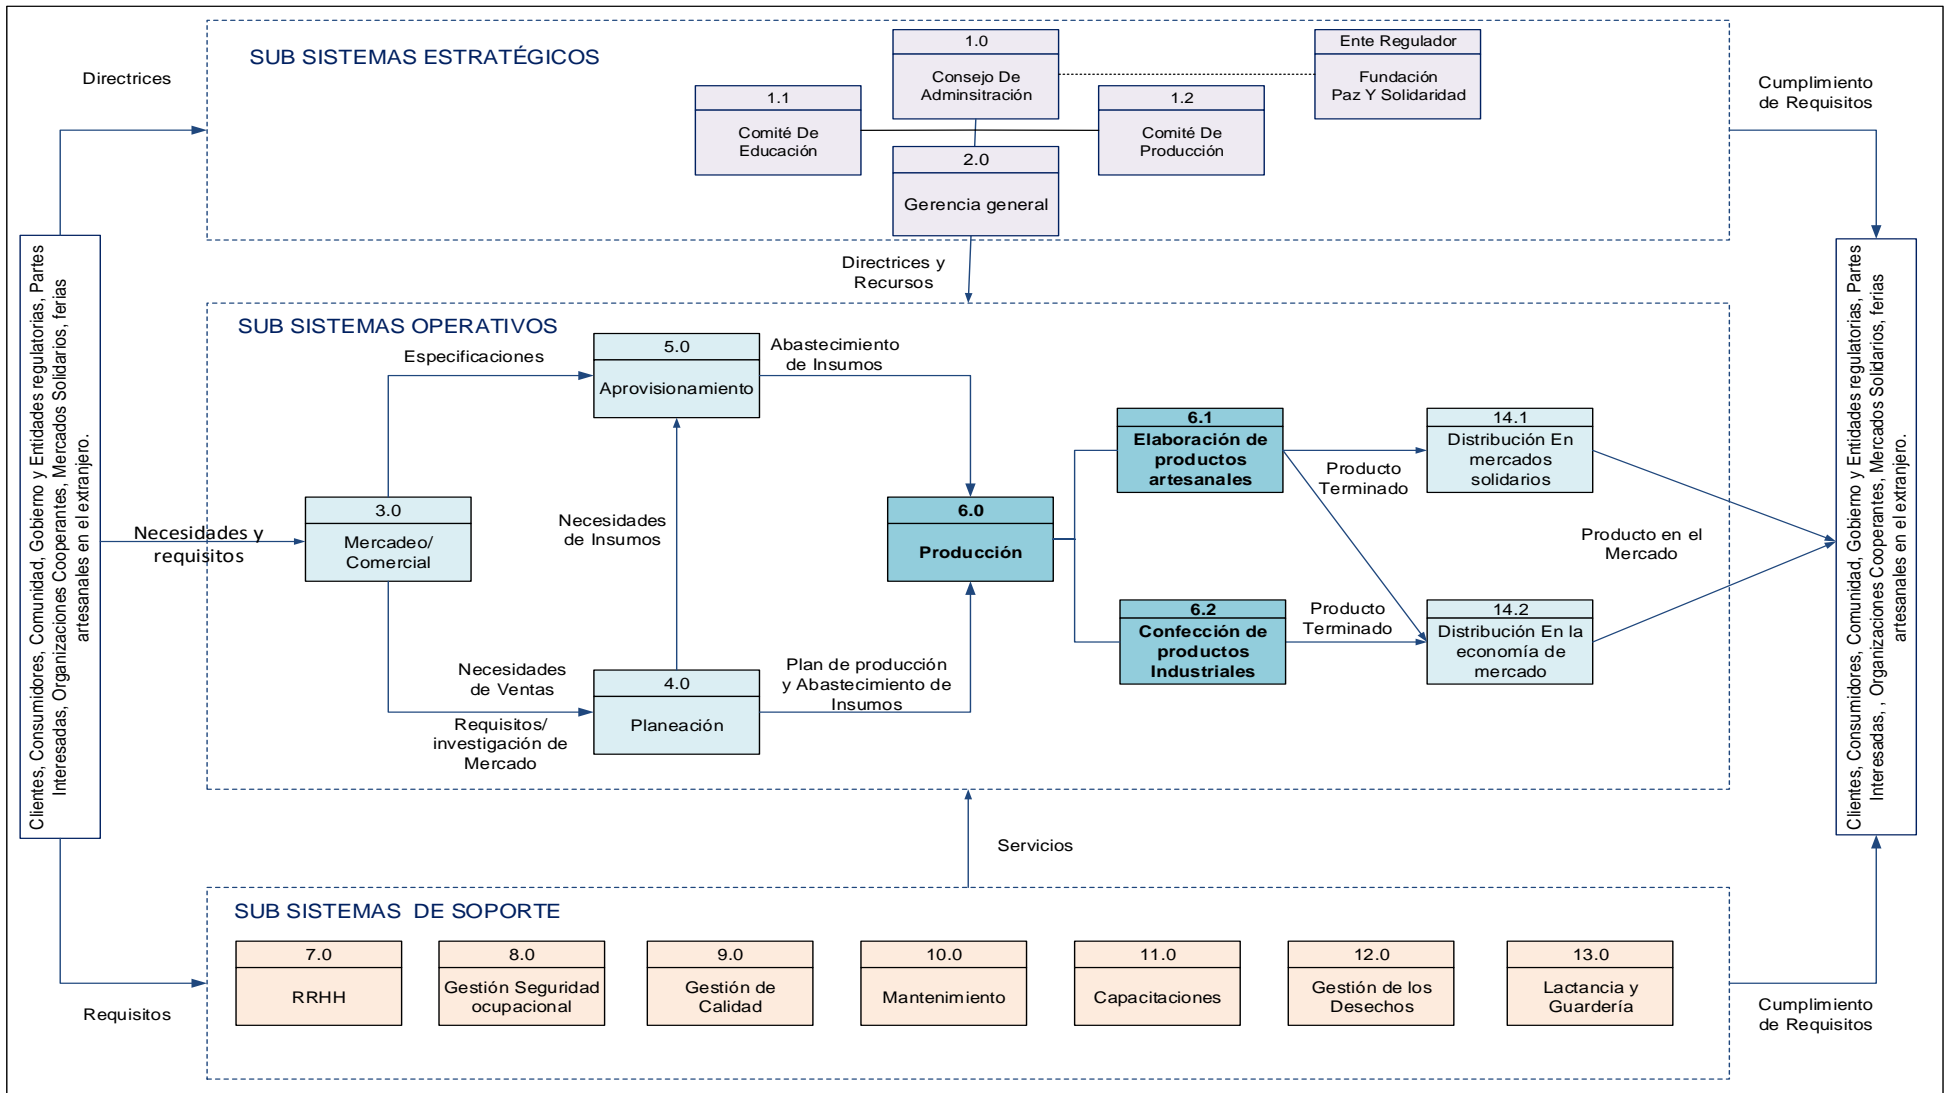 SUB SISTEMAS ESTRATÉGICOS
Directrices
1.0
Consejo De
Adminsitración
Ente Regulador
Fundación
Paz Y Solidaridad
1.1
Comité De
Educación
1.2
Comité De
Producción
2.0
Gerencia general
Cumplimiento
de Requisitos
Directrices y
Recursos
Clientes, Consumidores, Comunidad, Gobierno y Entidades regulatorias, Partes
Interesadas, Organizaciones Cooperantes, Mercados Solidarios, ferias
artesanales en el extranjero.
Necesidades y
requisitos
SUB SISTEMAS OPERATIVOS
Especificaciones
5.0
Aprovisionamiento
Abastecimiento
de Insumos
3.0
Mercadeo/
Comercial
Necesidades
de Insumos
Necesidades
de Ventas
Requisitos/
investigación de
Mercado
4.0
Planeación
Plan de producción
y Abastecimiento de
Insumos
6.0
Producción
6.1
Elaboración de
productos
artesanales
Producto
Terminado
14.1
Distribución En
mercados
solidarios
6.2
Confección de
productos
Industriales
Producto
Terminado
14.2
Distribución En la
economía de
mercado
Producto en el
Mercado
Clientes, Consumidores, Comunidad, Gobierno y Entidades regulatorias, Partes
Interesadas, , Organizaciones Cooperantes, Mercados Solidarios, ferias
artesanales en el extranjero.
Servicios
SUB SISTEMAS DE SOPORTE
Requisitos
7.0
RRHH
8.0
Gestión Seguridad
ocupacional
9.0
Gestión de
Calidad
10.0
Mantenimiento
11.0
Capacitaciones
12.0
Gestión de los
Desechos
13.0
Lactancia y
Guardería
Cumplimiento
de Requisitos